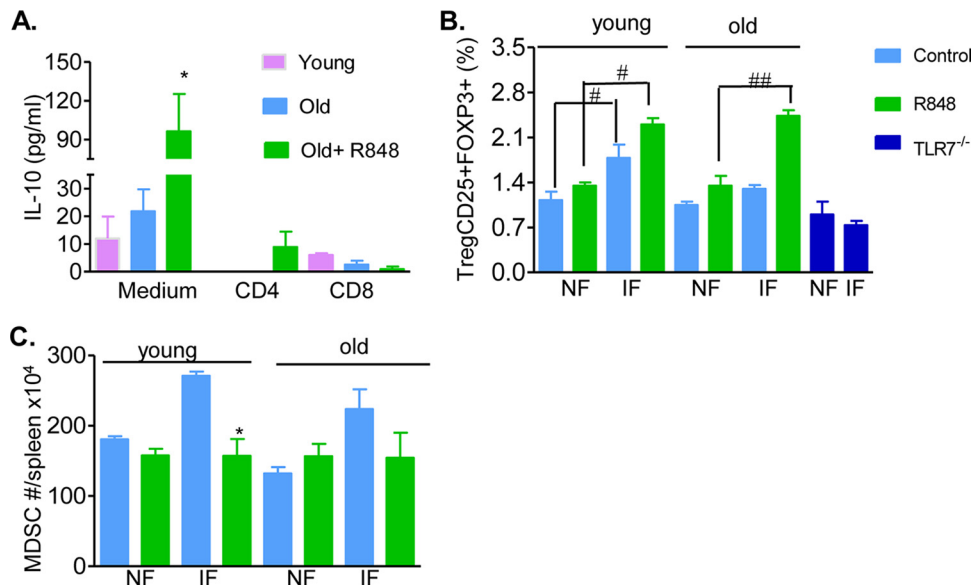 A.
IL-10 (pg/ml)
150
120
90
30
20
10
0
*
Young
Old
Old+ R848
Medium CD4 CD8
B.
TregCD25+FOXP3+ (%)
3.5
2.8
2.1
1.4
0.7
0.0
young old
# # ##
NF IF NF IF NF IF
Control
R848
TLR7-/-
C.
MDSC #/spleen x10⁴
300
200
100
0
young old
*
NF IF NF IF